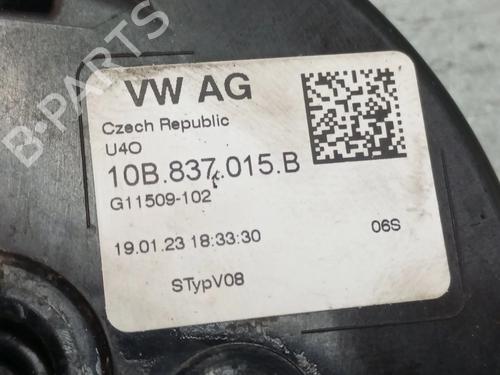 B-PARTS
VW AG
Czech Republic
U4O
10B.837.015.B
G11509-102
19.01.23 18:33:30 06S
STypV08